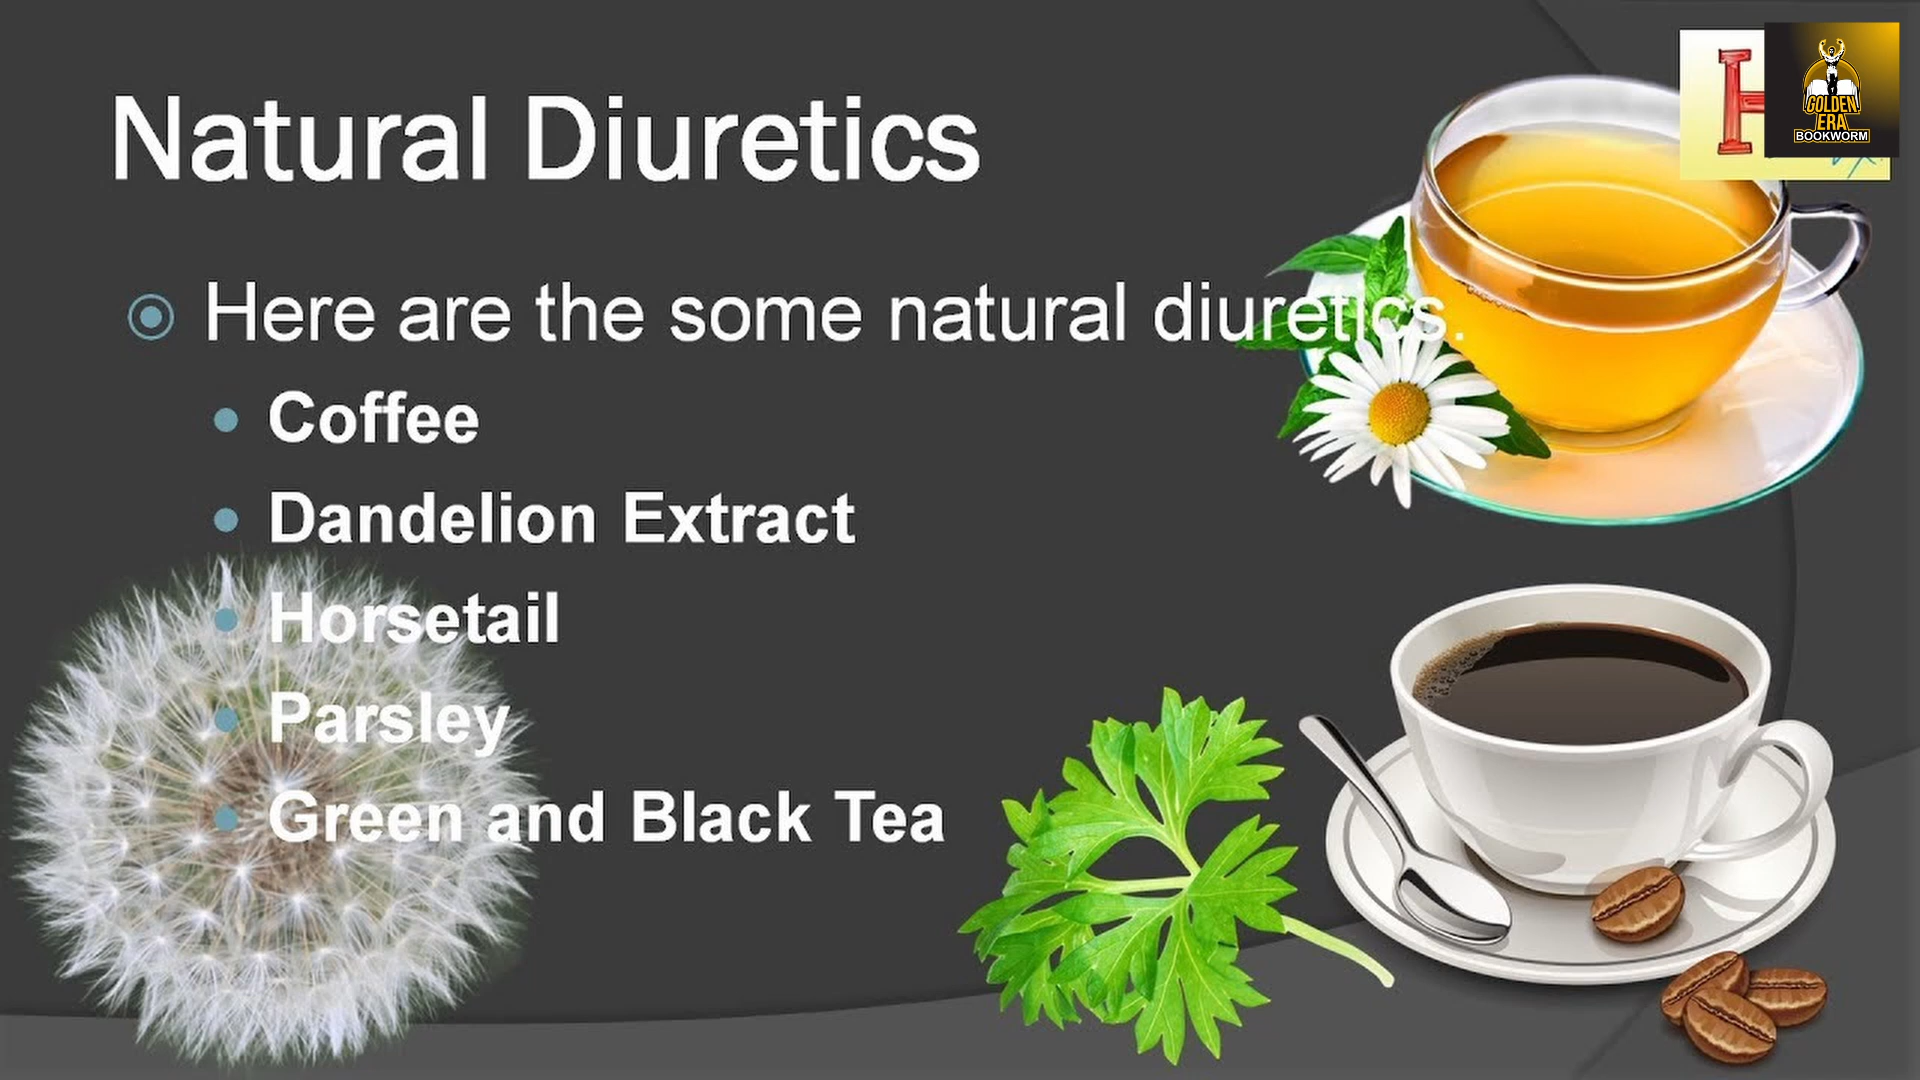 Natural Diuretics
Here are the some natural diuretics.
Coffee
Dandelion Extract
Horsetail
Parsley
Green and Black Tea
GOLDEN
ERA
BOOKWORM